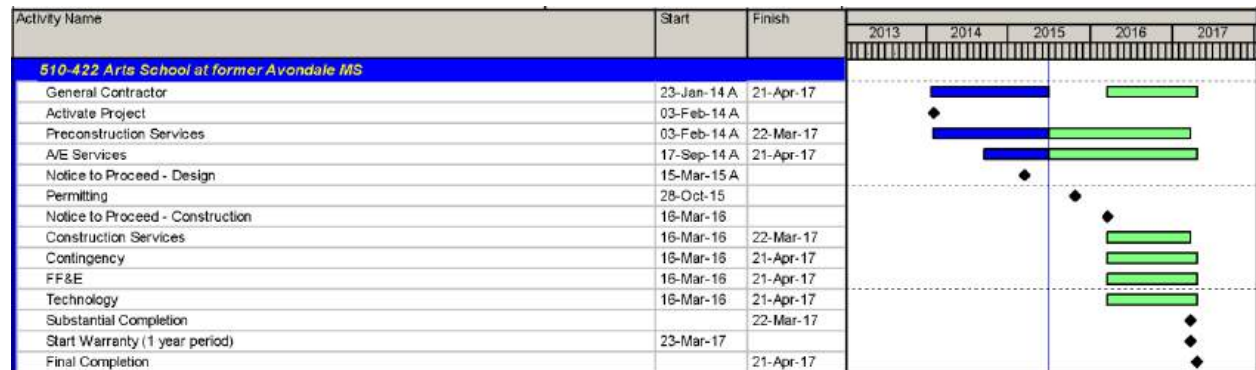 Activity Name Start Finish
2013 2014 2015 2016 2017
510-422 Arts School at former Avondale MS
General Contractor 23-Jan-14 A 21-Apr-17
Activate Project 03-Feb-14 A
Preconstruction Services 03-Feb-14 A 22-Mar-17
A/E Services 17-Sep-14 A 21-Apr-17
Notice to Proceed - Design 15-Mar-15 A
Permitting 28-Oct-15
Notice to Proceed - Construction 16-Mar-16
Construction Services 16-Mar-16 22-Mar-17
Contingency 16-Mar-16 21-Apr-17
FF&E 16-Mar-16 21-Apr-17
Technology 16-Mar-16 21-Apr-17
Substantial Completion 22-Mar-17
Start Warranty (1 year period) 23-Mar-17
Final Completion 21-Apr-17